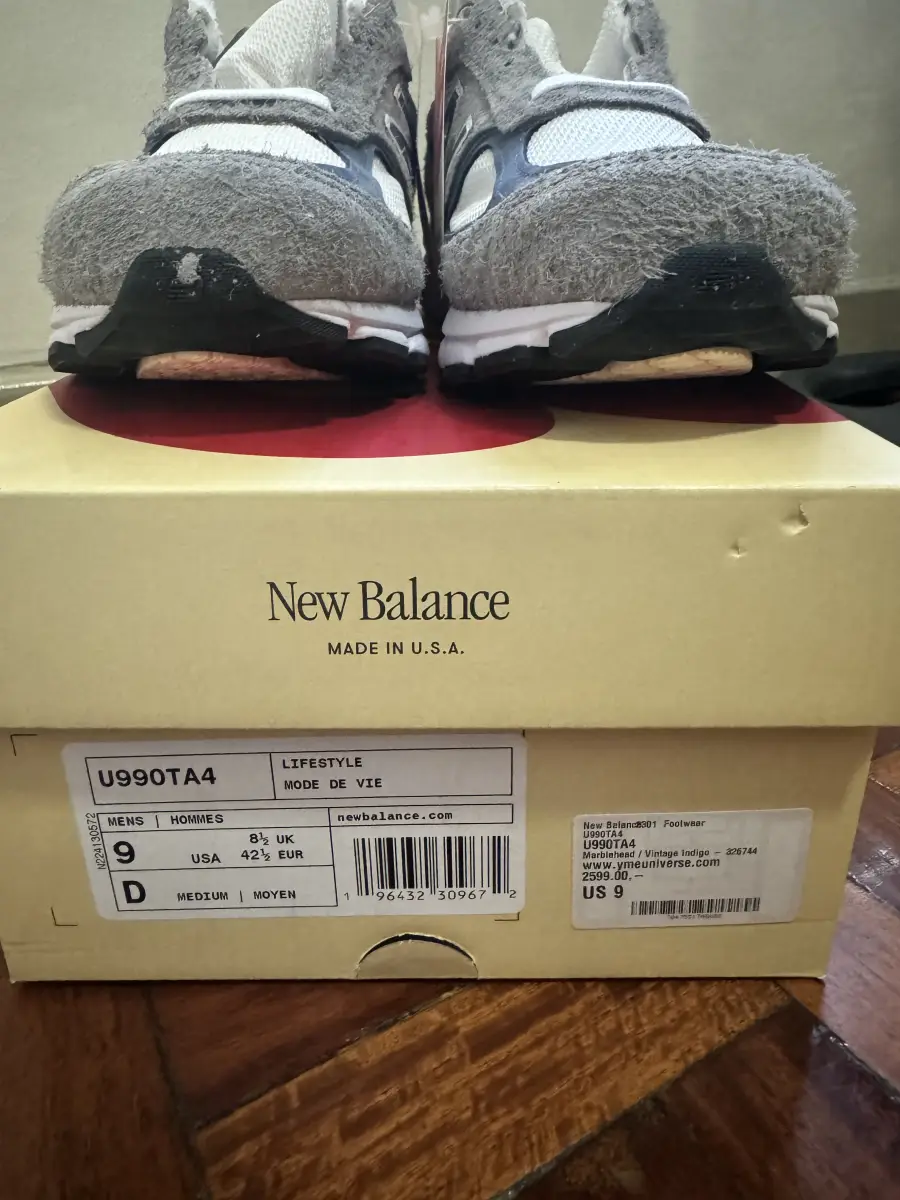 New Balance
MADE IN U.S.A.
U990TA4
LIFESTYLE
MODE DE VIE
MENS | HOMMES
newbalance.com
9 USA
8½ UK
42½ EUR
D MEDIUM | MOYEN
N224130572
1 96432 30967 2
New Balance 8301 Footwear
U990TA4
U990TA4
Marblehead / Vintage Indigo – 326744
www.ymeuniverse.com
2599.00,–
US 9